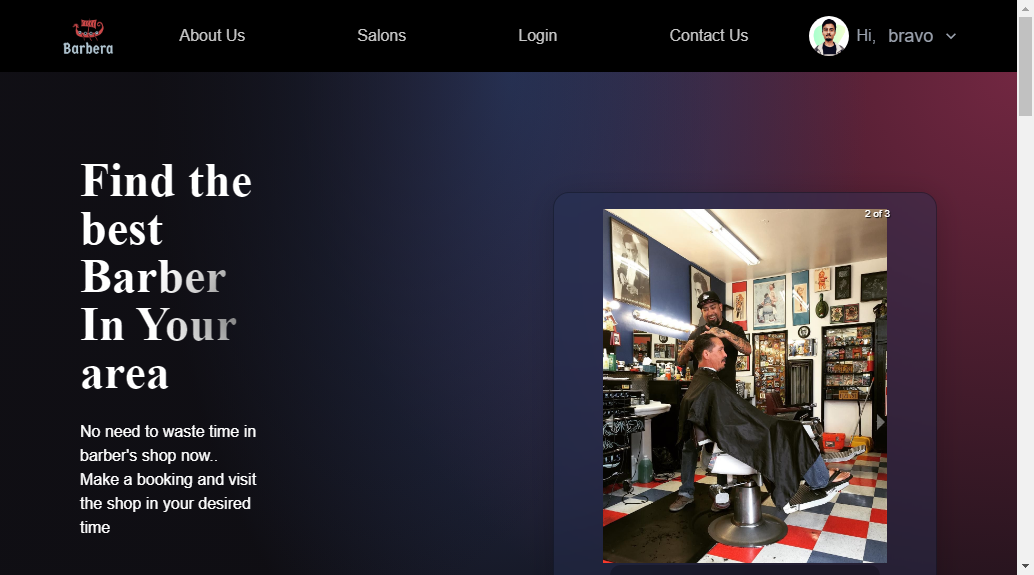 Barbera
About Us
Salons
Login
Contact Us
Hi, bravo
Find the
best
Barber
In Your
area
No need to waste time in
barber's shop now..
Make a booking and visit
the shop in your desired
time
2 of 3